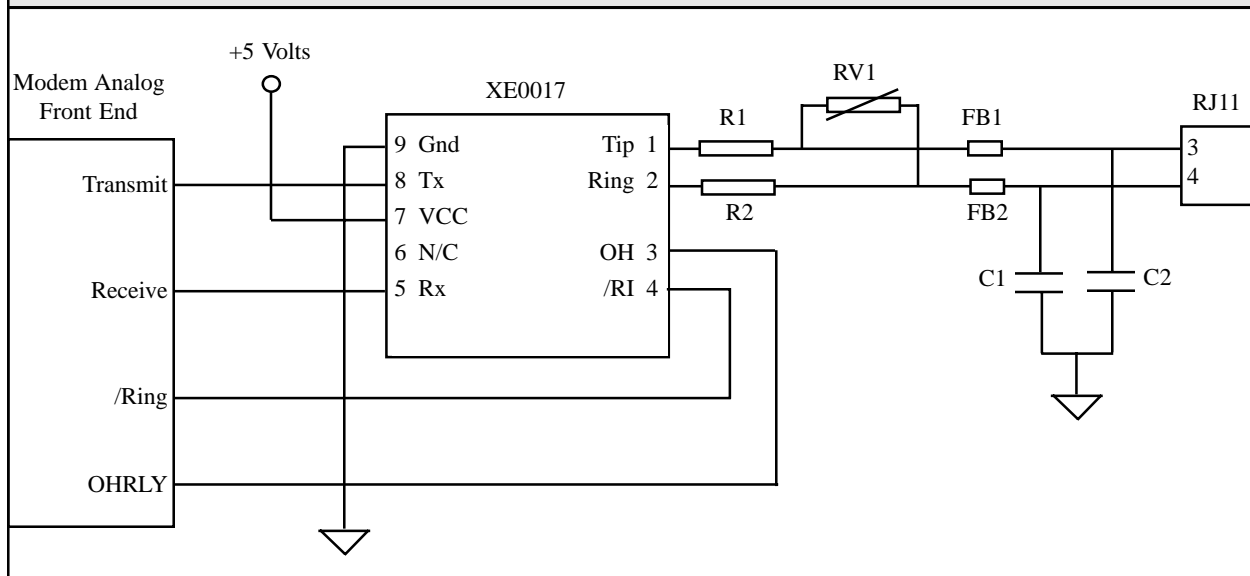 +5 Volts
Modem Analog
Front End
XE0017
RV1
RJ11
R1
FB1
9 Gnd
Tip 1
3
Transmit
8 Tx
Ring 2
4
7 VCC
R2
FB2
6 N/C
OH 3
Receive
5 Rx
/RI 4
C1
C2
/Ring
OHRLY